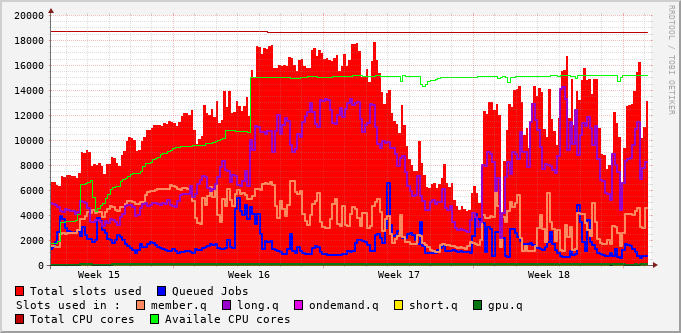 RRDTOOL / TOBI OETIKER
20000
18000
16000
14000
12000
10000
8000
6000
4000
2000
0
Week 15 Week 16 Week 17 Week 18
Total slots used Queued Jobs
Slots used in : member.q long.q ondemand.q short.q gpu.q
Total CPU cores Availale CPU cores